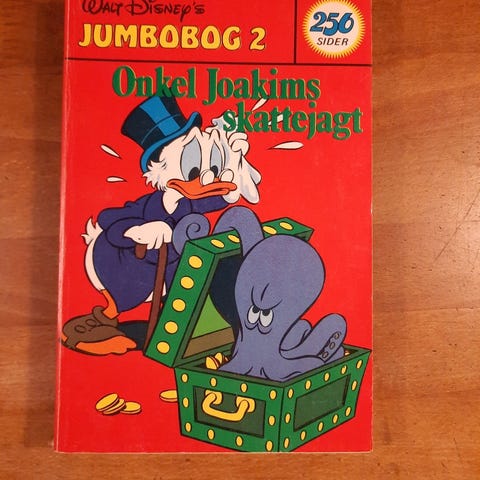 Walt Disney's
JUMBOBOG 2
256
SIDER
Onkel Joakims
skattejagt